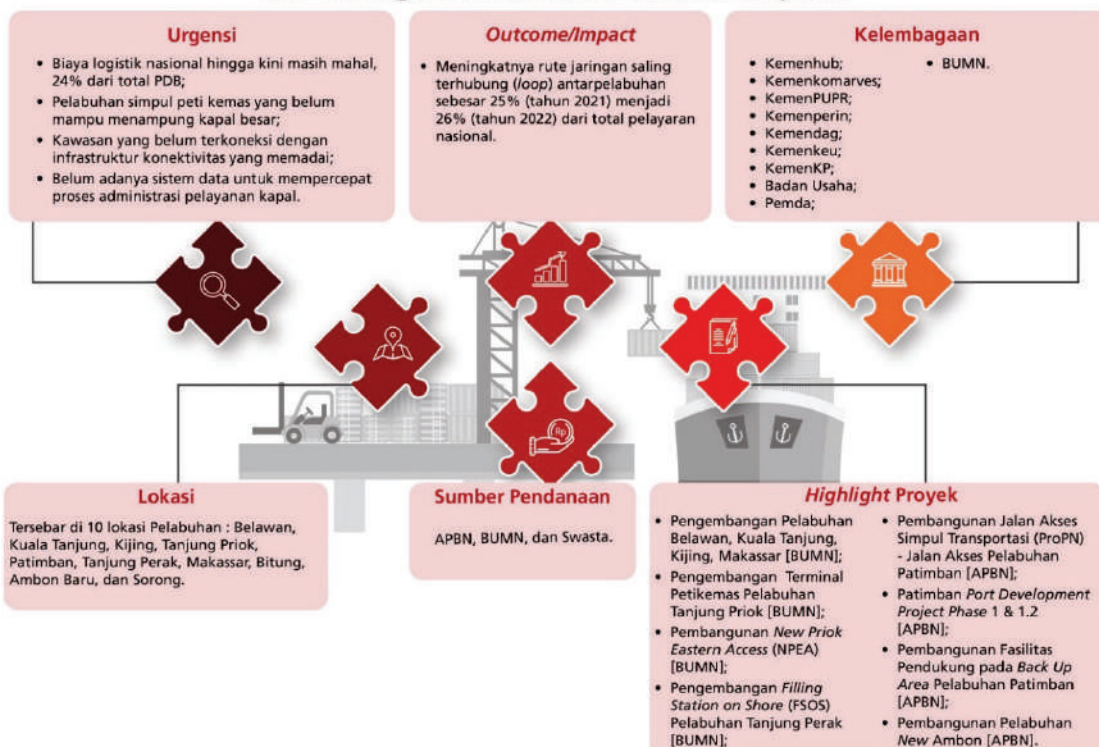 Urgensi
• Biaya logistik nasional hingga kini masih mahal,
24% dari total PDB;
• Pelabuhan simpul peti kemas yang belum
mampu menampung kapal besar;
• Kawasan yang belum terkoneksi dengan
infrastruktur konektivitas yang memadai;
• Belum adanya sistem data untuk mempercepat
proses administrasi pelayanan kapal.
Outcome/Impact
• Meningkatnya rute jaringan saling
terhubung (loop) antarpelabuhan
sebesar 25% (tahun 2021) menjadi
26% (tahun 2022) dari total pelayaran
nasional.
Kelembagaan
• Kemenhub;
• Kemenkomarves;
• KemenPUPR;
• Kemenperin;
• Kemendag;
• Kemenkeu;
• KemenKP;
• Badan Usaha;
• Pemda;
• BUMN.
Rp
Lokasi
Tersebar di 10 lokasi Pelabuhan : Belawan,
Kuala Tanjung, Kijing, Tanjung Priok,
Patimban, Tanjung Perak, Makassar, Bitung,
Ambon Baru, dan Sorong.
Sumber Pendanaan
APBN, BUMN, dan Swasta.
Highlight Proyek
• Pengembangan Pelabuhan
Belawan, Kuala Tanjung,
Kijing, Makassar [BUMN];
• Pengembangan Terminal
Petikemas Pelabuhan
Tanjung Priok [BUMN];
• Pembangunan New Priok
Eastern Access (NPEA)
[BUMN];
• Pengembangan Filling
Station on Shore (FSOS)
Pelabuhan Tanjung Perak
[BUMN];
• Pembangunan Jalan Akses
Simpul Transportasi (ProPN)
- Jalan Akses Pelabuhan
Patimban [APBN];
• Patimban Port Development
Project Phase 1 & 1.2
[APBN];
• Pembangunan Fasilitas
Pendukung pada Back Up
Area Pelabuhan Patimban
[APBN];
• Pembangunan Pelabuhan
New Ambon [APBN].